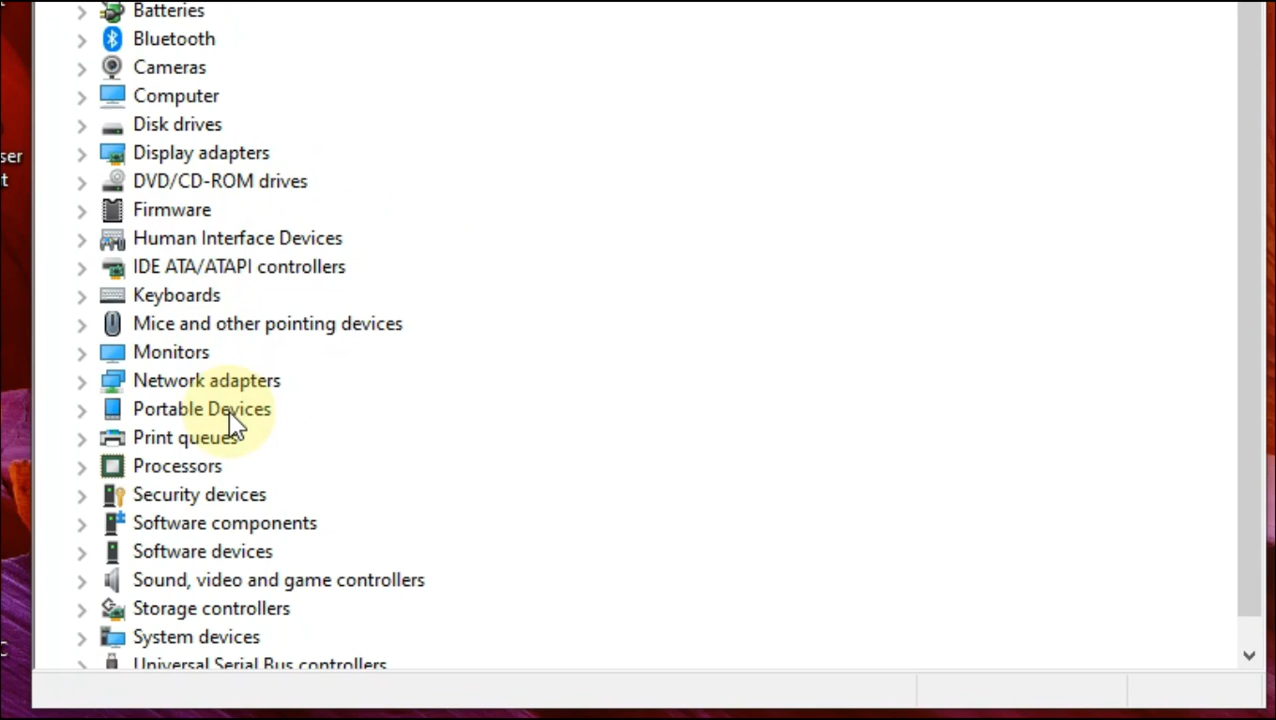 Batteries
Bluetooth
Cameras
Computer
Disk drives
Display adapters
DVD/CD-ROM drives
Firmware
Human Interface Devices
IDE ATA/ATAPI controllers
Keyboards
Mice and other pointing devices
Monitors
Network adapters
Portable Devices
Print queues
Processors
Security devices
Software components
Software devices
Sound, video and game controllers
Storage controllers
System devices
Universal Serial Bus controllers